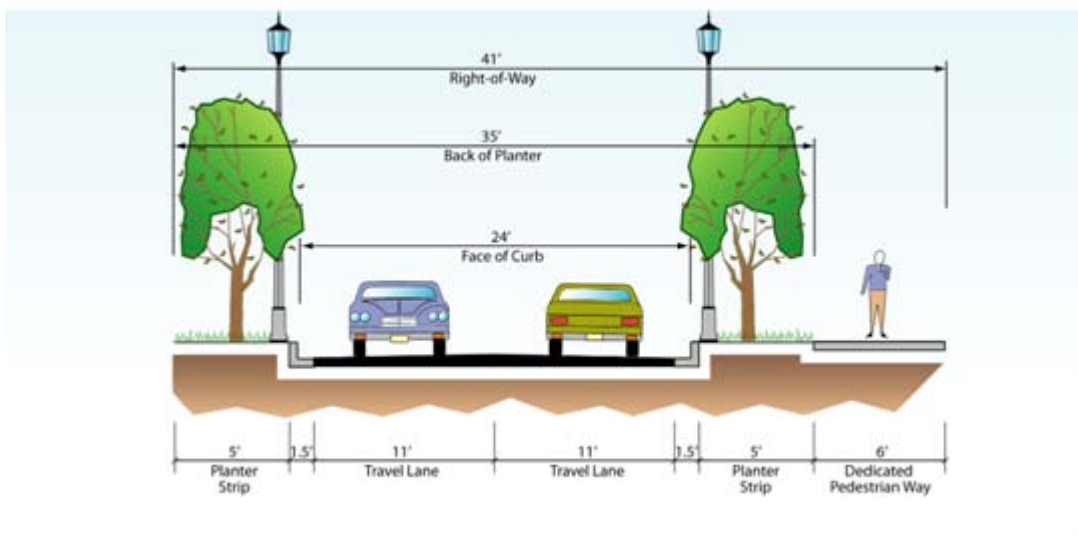 41'
Right-of-Way
35'
Back of Planter
24'
Face of Curb
5' 1.5' 11' 11' 1.5' 5' 6'
Planter Travel Lane Travel Lane Planter Dedicated
Strip Strip Pedestrian Way